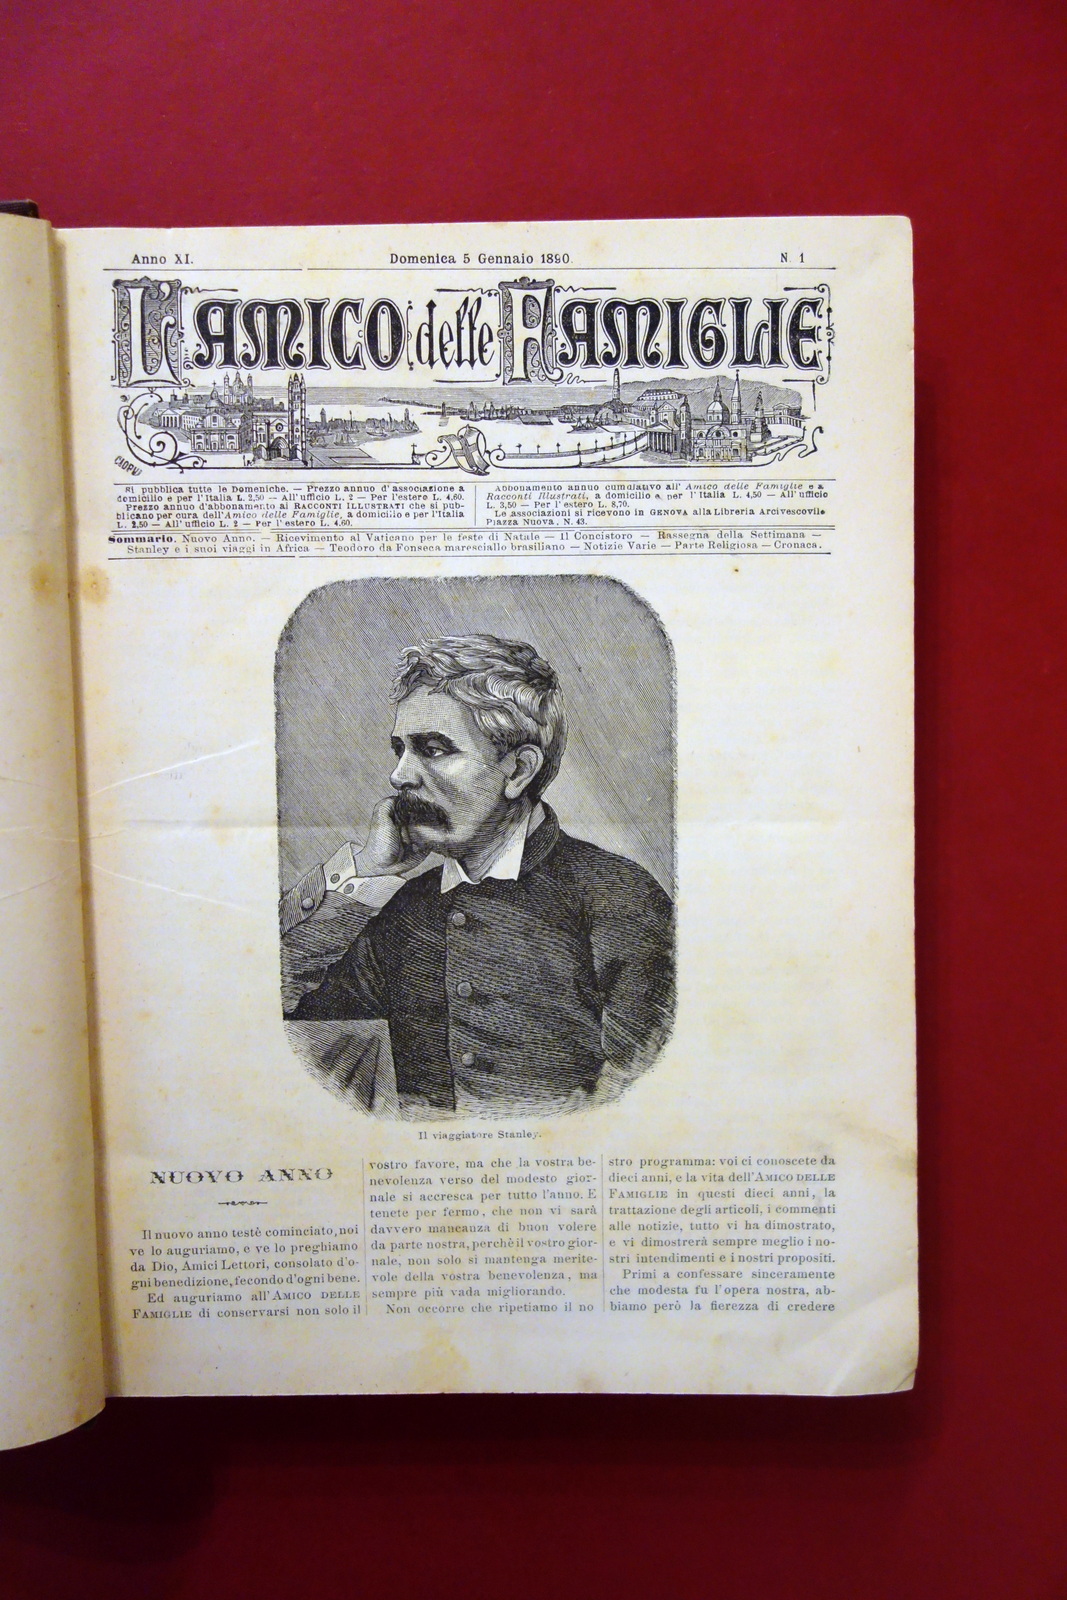 Anno XI.
Domenica 5 Gennaio 1890.
N. 1
L'AMICO delle FAMIGLIE
CHOPVI
Si pubblica tutte le Domeniche. — Prezzo annuo d'associazione a
domicilio e per l'Italia L. 2,50 — All'ufficio L. 2 — Per l'estero L. 4.60.
Prezzo annuo d'abbonamento ai RACCONTI ILLUSTRATI che si pub-
blicano per cura dell'Amico delle Famiglie, a domicilio e per l'Italia
L. 2,50 — All'ufficio L. 2 — Per l'estero L. 4.60.
Abbonamento annuo cumulativo all'Amico delle Famiglie e a
Racconti Illustrati, a domicilio e per l'Italia L. 4,50 — All'ufficio
L. 3,50 — Per l'estero L. 8,70.
Le associazioni si ricevono in GENOVA alla Libreria Arcivescovile
Piazza Nuova, N. 43.
Sommario. Nuovo Anno. — Ricevimento al Vaticano per le feste di Natale — Il Concistoro — Rassegna della Settimana —
Stanley e i suoi viaggi in Africa — Teodoro da Fonseca maresciallo brasiliano — Notizie Varie — Parte Religiosa — Cronaca.
Il viaggiatore Stanley.
NUOVO ANNO
Il nuovo anno testè cominciato, noi
ve lo auguriamo, e ve lo preghiamo
da Dio, Amici Lettori, consolato d'o-
gni benedizione, fecondo d'ogni bene.
Ed auguriamo all'AMICO DELLE
FAMIGLIE di conservarsi non solo il
vostro favore, ma che la vostra be-
nevolenza verso del modesto gior-
nale si accresca per tutto l'anno. E
tenete per fermo, che non vi sarà
davvero mancanza di buon volere
da parte nostra, perchè il vostro gior-
nale, non solo si mantenga merite-
vole della vostra benevolenza, ma
sempre più vada migliorando.
Non occorre che ripetiamo il no
stro programma: voi ci conoscete da
dieci anni, e la vita dell'AMICO DELLE
FAMIGLIE in questi dieci anni, la
trattazione degli articoli, i commenti
alle notizie, tutto vi ha dimostrato,
e vi dimostrerà sempre meglio i no-
stri intendimenti e i nostri propositi.
Primi a confessare sinceramente
che modesta fu l'opera nostra, ab-
biamo però la fierezza di credere